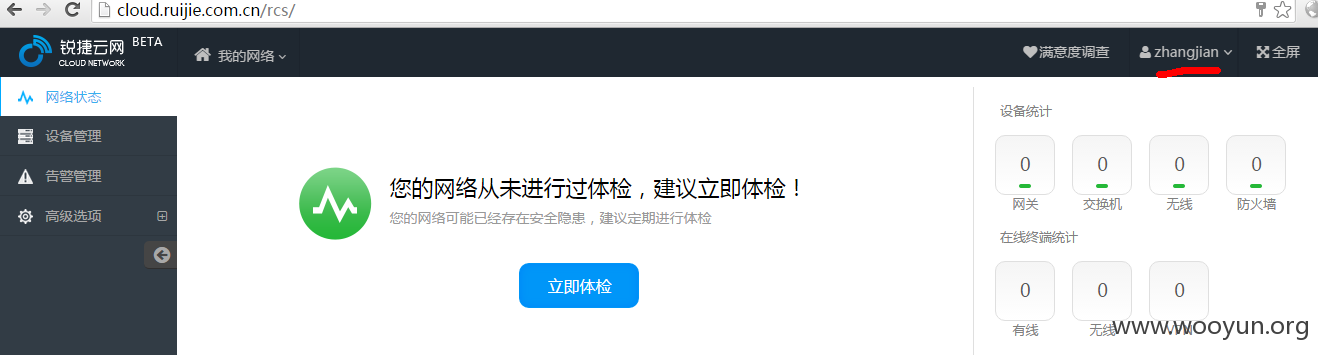 cloud.ruijie.com.cn/rcs/
锐捷云网 BETA
CLOUD NETWORK
我的网络
满意度调查
zhangjian
全屏
网络状态
设备管理
告警管理
高级选项
您的网络从未进行过体检，建议立即体检！
您的网络可能已经存在安全隐患，建议定期进行体检
立即体检
设备统计
0 0 0 0
网关 交换机 无线 防火墙
在线终端统计
0 0 0
有线 无线 VPN
www.wooyun.org